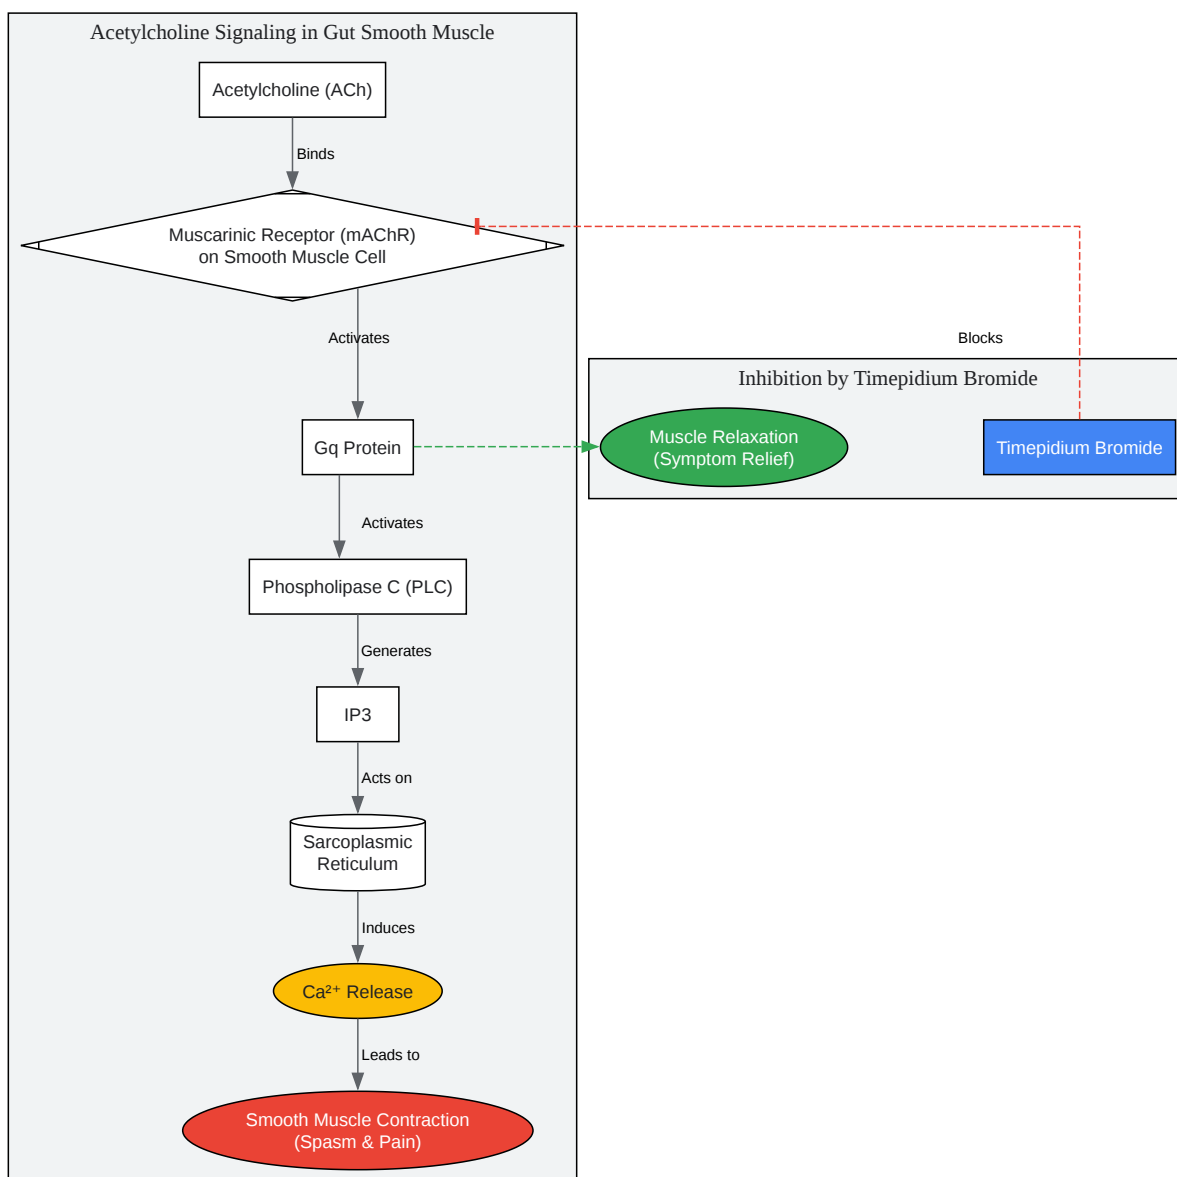 Acetylcholine Signaling in Gut Smooth Muscle
Acetylcholine (ACh)
Binds
Muscarinic Receptor (mAChR)
on Smooth Muscle Cell
Activates
Blocks
Inhibition by Timepidium Bromide
Gq Protein
Muscle Relaxation
(Symptom Relief)
Timepidium Bromide
Activates
Phospholipase C (PLC)
Generates
IP3
Acts on
Sarcoplasmic
Reticulum
Induces
Ca²⁺ Release
Leads to
Smooth Muscle Contraction
(Spasm & Pain)